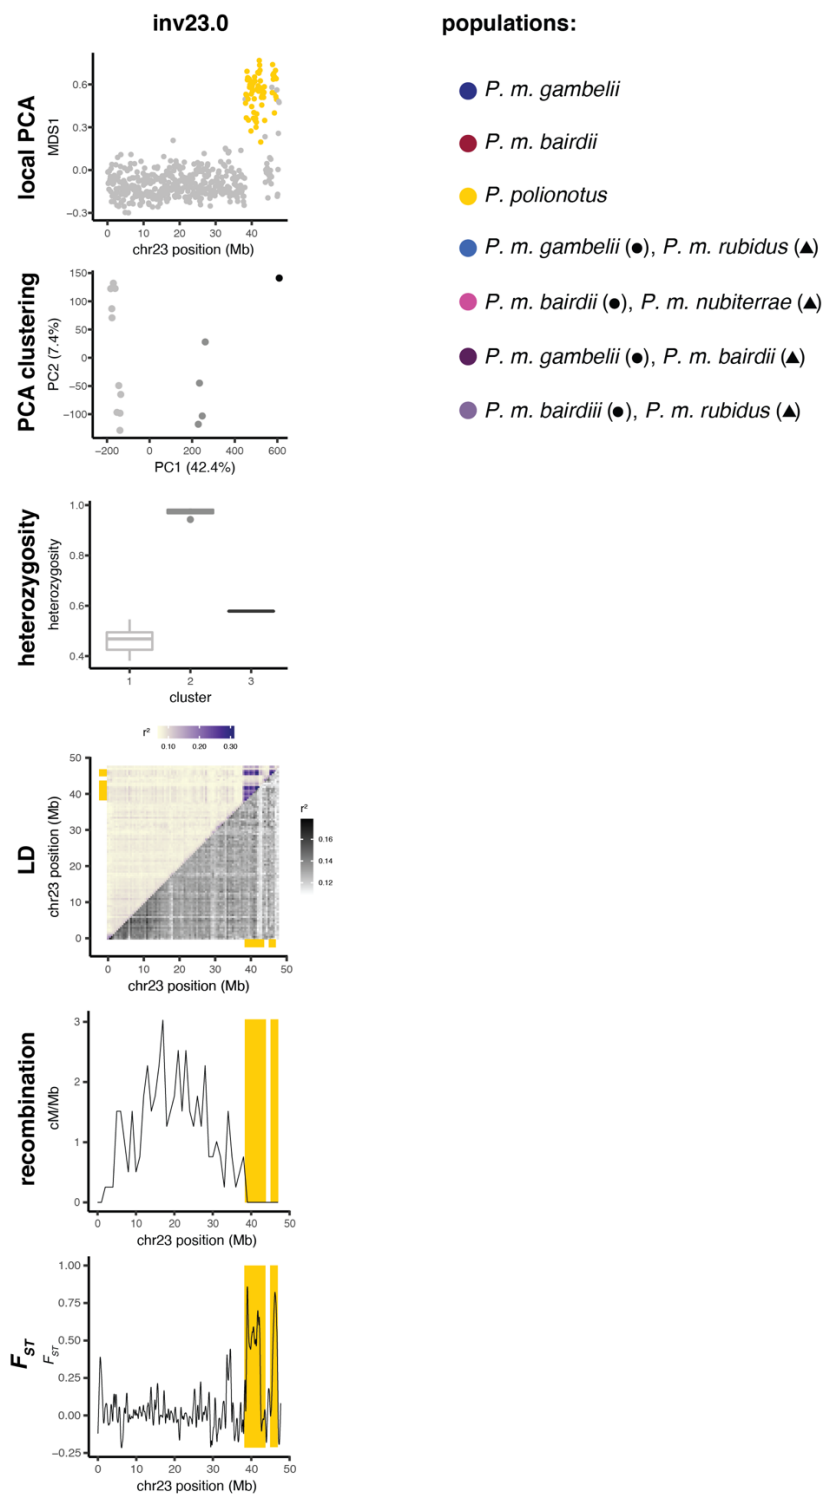 inv23.0
populations:
P. m. gambelii
P. m. bairdii
P. polionotus
P. m. gambelii (●), P. m. rubidus (▲)
P. m. bairdii (●), P. m. nubiterrae (▲)
P. m. gambelii (●), P. m. bairdii (▲)
P. m. bairdiii (●), P. m. rubidus (▲)
local PCA
MDS1
0.6
0.3
0.0
−0.3
0 10 20 30 40 50
chr23 position (Mb)
PCA clustering
PC2 (7.4%)
150
100
50
0
−50
−100
−200 0 200 400 600
PC1 (42.4%)
heterozygosity
heterozygosity
1.0
0.8
0.6
0.4
1 2 3
cluster
r²
0.10 0.20 0.30
LD
chr23 position (Mb)
50
40
30
20
10
0
0 10 20 30 40 50
chr23 position (Mb)
r²
0.16
0.14
0.12
recombination
cM/Mb
3
2
1
0
0 10 20 30 40 50
chr23 position (Mb)
FST
FST
1.00
0.75
0.50
0.25
0.00
−0.25
0 10 20 30 40 50
chr23 position (Mb)